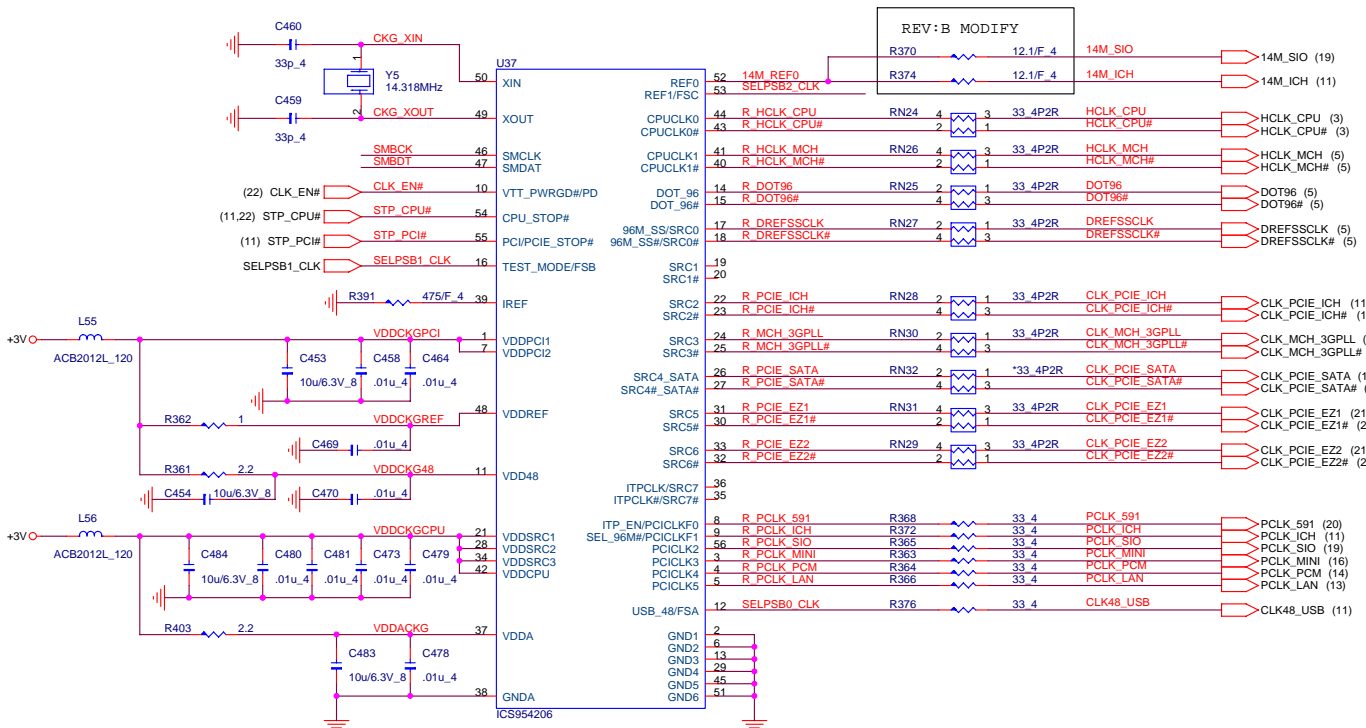 REV:B MODIFY
C460
33p_4
CKG_XIN
1
Y5
14.318MHz
2
C459
33p_4
CKG_XOUT
U37
50 XIN
49 XOUT
SMBCK 46 SMCLK
SMBDT 47 SMDAT
(22) CLK_EN# CLK_EN# 10 VTT_PWRGD#/PD
(11,22) STP_CPU# STP_CPU# 54 CPU_STOP#
(11) STP_PCI# STP_PCI# 55 PCI/PCIE_STOP#
SELPSB1_CLK SELPSB1_CLK 16 TEST_MODE/FSB
R391 475/F_4 39 IREF
+3V L55 ACB2012L_120
VDDCKGPCI 1 VDDPCI1
7 VDDPCI2
C453 C458 C464
10u/6.3V_8 .01u_4 .01u_4
R362 1 VDDCKGREF 48 VDDREF
C469 .01u_4
R361 2.2 VDDCKG48 11 VDD48
C454 10u/6.3V_8 C470 .01u_4
+3V L56 ACB2012L_120
VDDCKGCPU 21 VDDSRC1
28 VDDSRC2
34 VDDSRC3
42 VDDCPU
C484 C480 C481 C473 C479
10u/6.3V_8 .01u_4 .01u_4 .01u_4 .01u_4
R403 2.2 VDDACKG 37 VDDA
C483 C478
10u/6.3V_8 .01u_4
38 GNDA
ICS954206
R370 12.1/F_4 14M_SIO 14M_SIO (19)
REF0 52 14M_REF0 R374 12.1/F_4 14M_ICH 14M_ICH (11)
REF1/FSC 53 SELPSB2_CLK
CPUCLK0 44 R_HCLK_CPU RN24 4 3 33_4P2R HCLK_CPU HCLK_CPU (3)
CPUCLK0# 43 R_HCLK_CPU# 2 1 HCLK_CPU# HCLK_CPU# (3)
CPUCLK1 41 R_HCLK_MCH RN26 4 3 33_4P2R HCLK_MCH HCLK_MCH (5)
CPUCLK1# 40 R_HCLK_MCH# 2 1 HCLK_MCH# HCLK_MCH# (5)
DOT_96 14 R_DOT96 RN25 2 1 33_4P2R DOT96 DOT96 (5)
DOT_96# 15 R_DOT96# 4 3 DOT96# DOT96# (5)
96M_SS/SRC0 17 R_DREFSSCLK RN27 2 1 33_4P2R DREFSSCLK DREFSSCLK (5)
96M_SS#/SRC0# 18 R_DREFSSCLK# 4 3 DREFSSCLK# DREFSSCLK# (5)
SRC1 19
SRC1# 20
SRC2 22 R_PCIE_ICH RN28 2 1 33_4P2R CLK_PCIE_ICH CLK_PCIE_ICH (11
SRC2# 23 R_PCIE_ICH# 4 3 CLK_PCIE_ICH# CLK_PCIE_ICH# (1
SRC3 24 R_MCH_3GPLL RN30 2 1 33_4P2R CLK_MCH_3GPLL CLK_MCH_3GPLL (
SRC3# 25 R_MCH_3GPLL# 4 3 CLK_MCH_3GPLL# CLK_MCH_3GPLL#
SRC4_SATA 26 R_PCIE_SATA RN32 2 1 *33_4P2R CLK_PCIE_SATA CLK_PCIE_SATA (1
SRC4#_SATA# 27 R_PCIE_SATA# 4 3 CLK_PCIE_SATA# CLK_PCIE_SATA# (
SRC5 31 R_PCIE_EZ1 RN31 4 3 33_4P2R CLK_PCIE_EZ1 CLK_PCIE_EZ1 (21
SRC5# 30 R_PCIE_EZ1# 2 1 CLK_PCIE_EZ1# CLK_PCIE_EZ1# (2
SRC6 33 R_PCIE_EZ2 RN29 4 3 33_4P2R CLK_PCIE_EZ2 CLK_PCIE_EZ2 (21
SRC6# 32 R_PCIE_EZ2# 2 1 CLK_PCIE_EZ2# CLK_PCIE_EZ2# (2
ITPCLK/SRC7 36
ITPCLK#/SRC7# 35
ITP_EN/PCICLKF0 8 R_PCLK_591 R368 33_4 PCLK_591 PCLK_591 (20)
SEL_96M#/PCICLKF1 9 R_PCLK_ICH R372 33_4 PCLK_ICH PCLK_ICH (11)
PCICLK2 56 R_PCLK_SIO R365 33_4 PCLK_SIO PCLK_SIO (19)
PCICLK3 3 R_PCLK_MINI R363 33_4 PCLK_MINI PCLK_MINI (16)
PCICLK4 4 R_PCLK_PCM R364 33_4 PCLK_PCM PCLK_PCM (14)
PCICLK5 5 R_PCLK_LAN R366 33_4 PCLK_LAN PCLK_LAN (13)
USB_48/FSA 12 SELPSB0_CLK R376 33_4 CLK48_USB CLK48_USB (11)
GND1 2
GND2 6
GND3 13
GND4 29
GND5 45
GND6 51